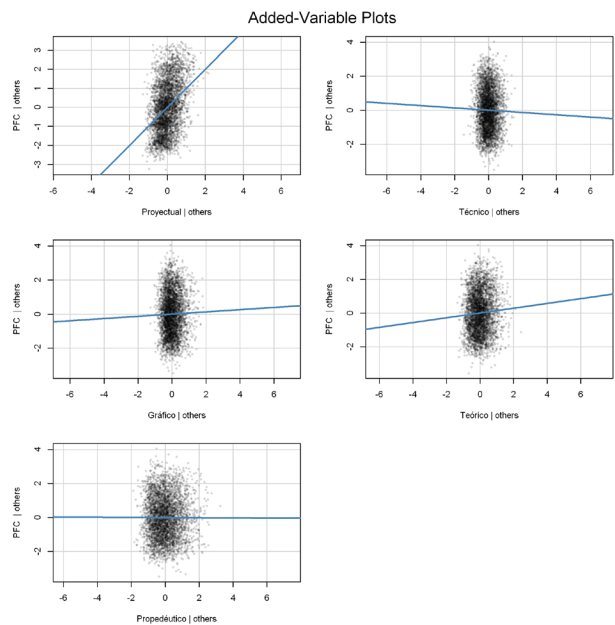 Added-Variable Plots
PFC | others
3
2
1
0
-1
-2
-3
-6 -4 -2 0 2 4 6
Proyectual | others
PFC | others
4
2
0
-2
-6 -4 -2 0 2 4 6
Técnico | others
PFC | others
4
2
0
-2
-6 -4 -2 0 2 4 6
Gráfico | others
PFC | others
4
2
0
-2
-6 -4 -2 0 2 4 6
Teórico | others
PFC | others
4
2
0
-2
-6 -4 -2 0 2 4 6
Propedéutico | others